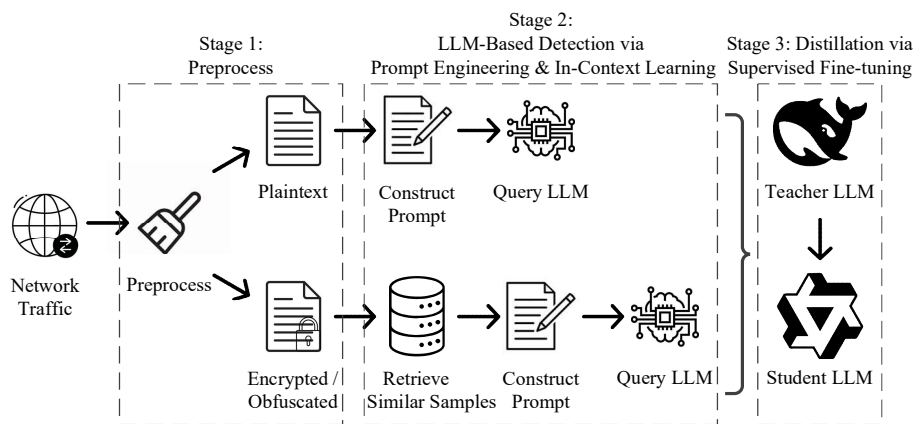 Stage 1:
Preprocess
Stage 2:
LLM-Based Detection via
Prompt Engineering & In-Context Learning
Stage 3: Distillation via
Supervised Fine-tuning
Network
Traffic
Preprocess
Plaintext
Construct
Prompt
Query LLM
Encrypted /
Obfuscated
Retrieve
Similar Samples
Construct
Prompt
Query LLM
Teacher LLM
Student LLM